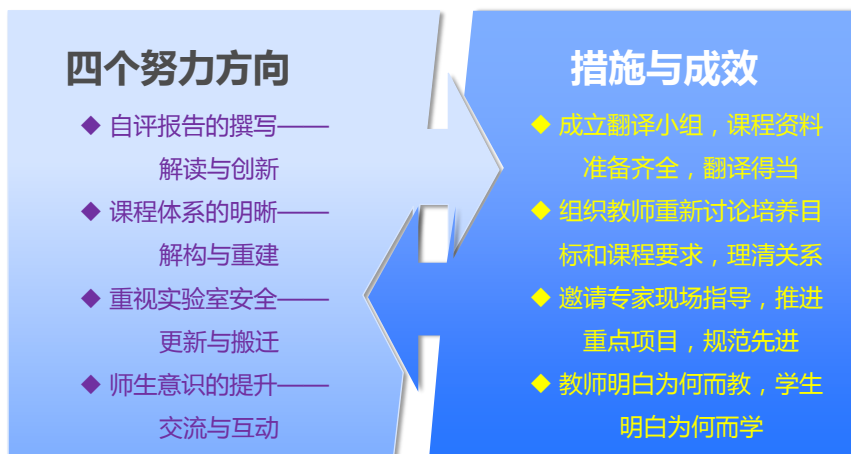 四个努力方向
◆ 自评报告的撰写——
解读与创新
◆ 课程体系的明晰——
解构与重建
◆ 重视实验室安全——
更新与搬迁
◆ 师生意识的提升——
交流与互动
措施与成效
◆ 成立翻译小组，课程资料
准备齐全，翻译得当
◆ 组织教师重新讨论培养目
标和课程要求，理清关系
◆ 邀请专家现场指导，推进
重点项目，规范先进
◆ 教师明白为何而教，学生
明白为何而学